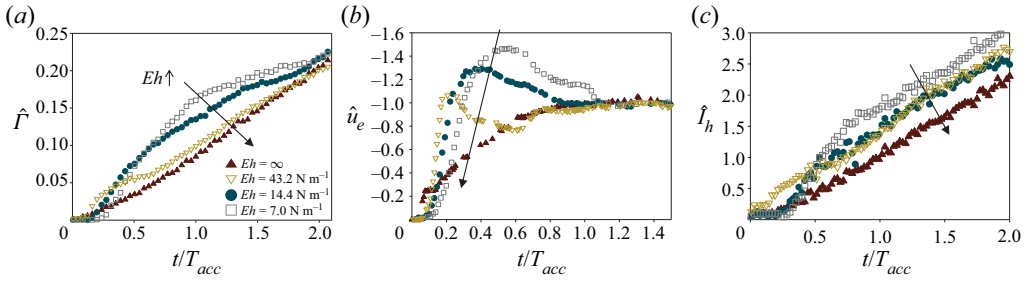 (a)
Γ̂
0.20
0.15
0.10
0.05
0
0.5
1.0
1.5
2.0
t/T_acc
Eh↑
Eh = ∞
Eh = 43.2 N m⁻¹
Eh = 14.4 N m⁻¹
Eh = 7.0 N m⁻¹
(b)
û_e
−1.6
−1.4
−1.2
−1.0
−0.8
−0.6
−0.4
−0.2
0
0.2
0.4
0.6
0.8
1.0
1.2
1.4
t/T_acc
(c)
Î_h
3.0
2.5
2.0
1.5
1.0
0.5
0
0.5
1.0
1.5
2.0
t/T_acc